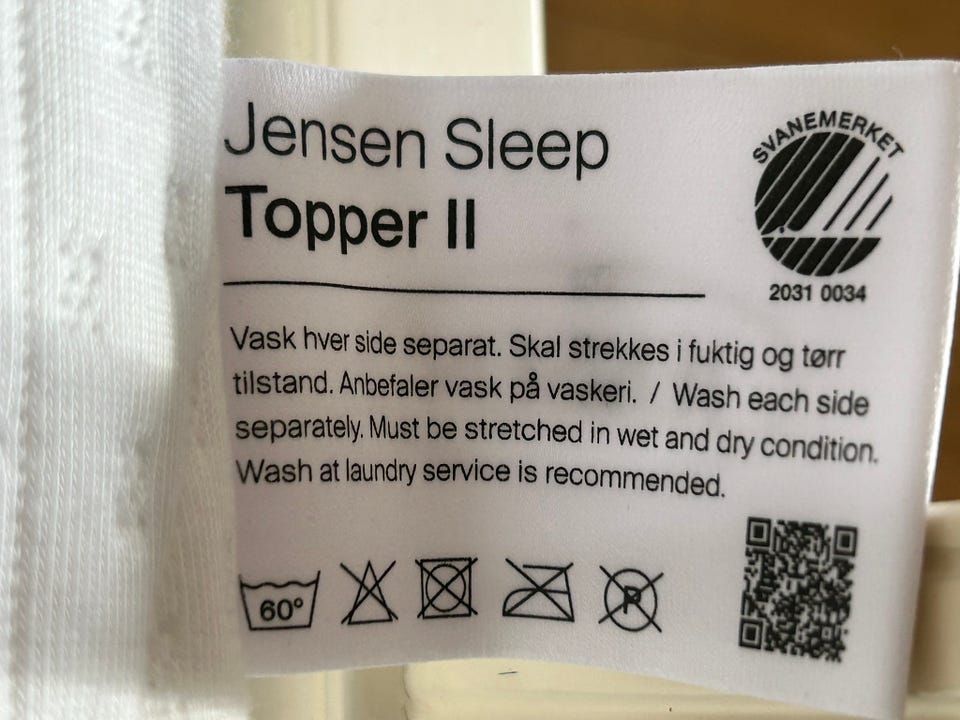 Jensen Sleep
Topper II
SVANEMERKET
2031 0034
Vask hver side separat. Skal strekkes i fuktig og tørr
tilstand. Anbefaler vask på vaskeri. / Wash each side
separately. Must be stretched in wet and dry condition.
Wash at laundry service is recommended.
60°
P